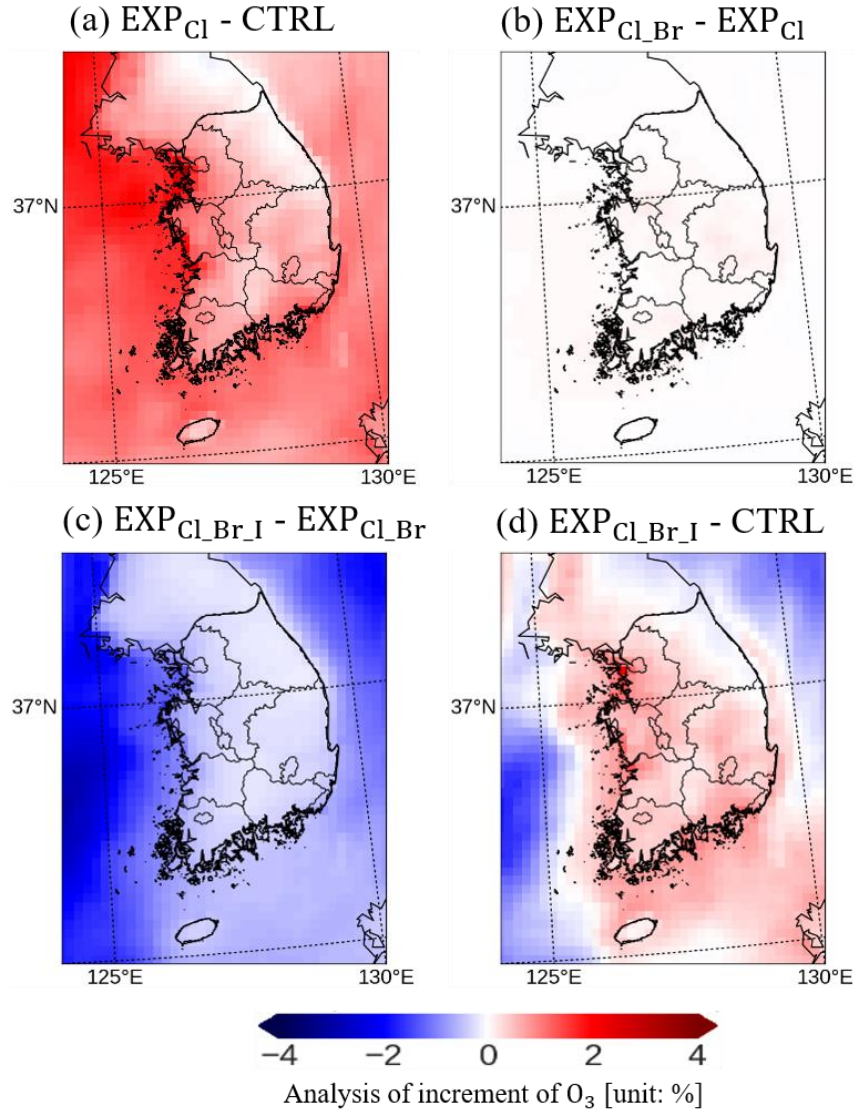 (a) EXP_Cl - CTRL
(b) EXP_Cl_Br - EXP_Cl
37°N
37°N
125°E
130°E
125°E
130°E
(c) EXP_Cl_Br_I - EXP_Cl_Br
(d) EXP_Cl_Br_I - CTRL
37°N
37°N
125°E
130°E
125°E
130°E
−4
−2
0
2
4
Analysis of increment of O₃ [unit: %]